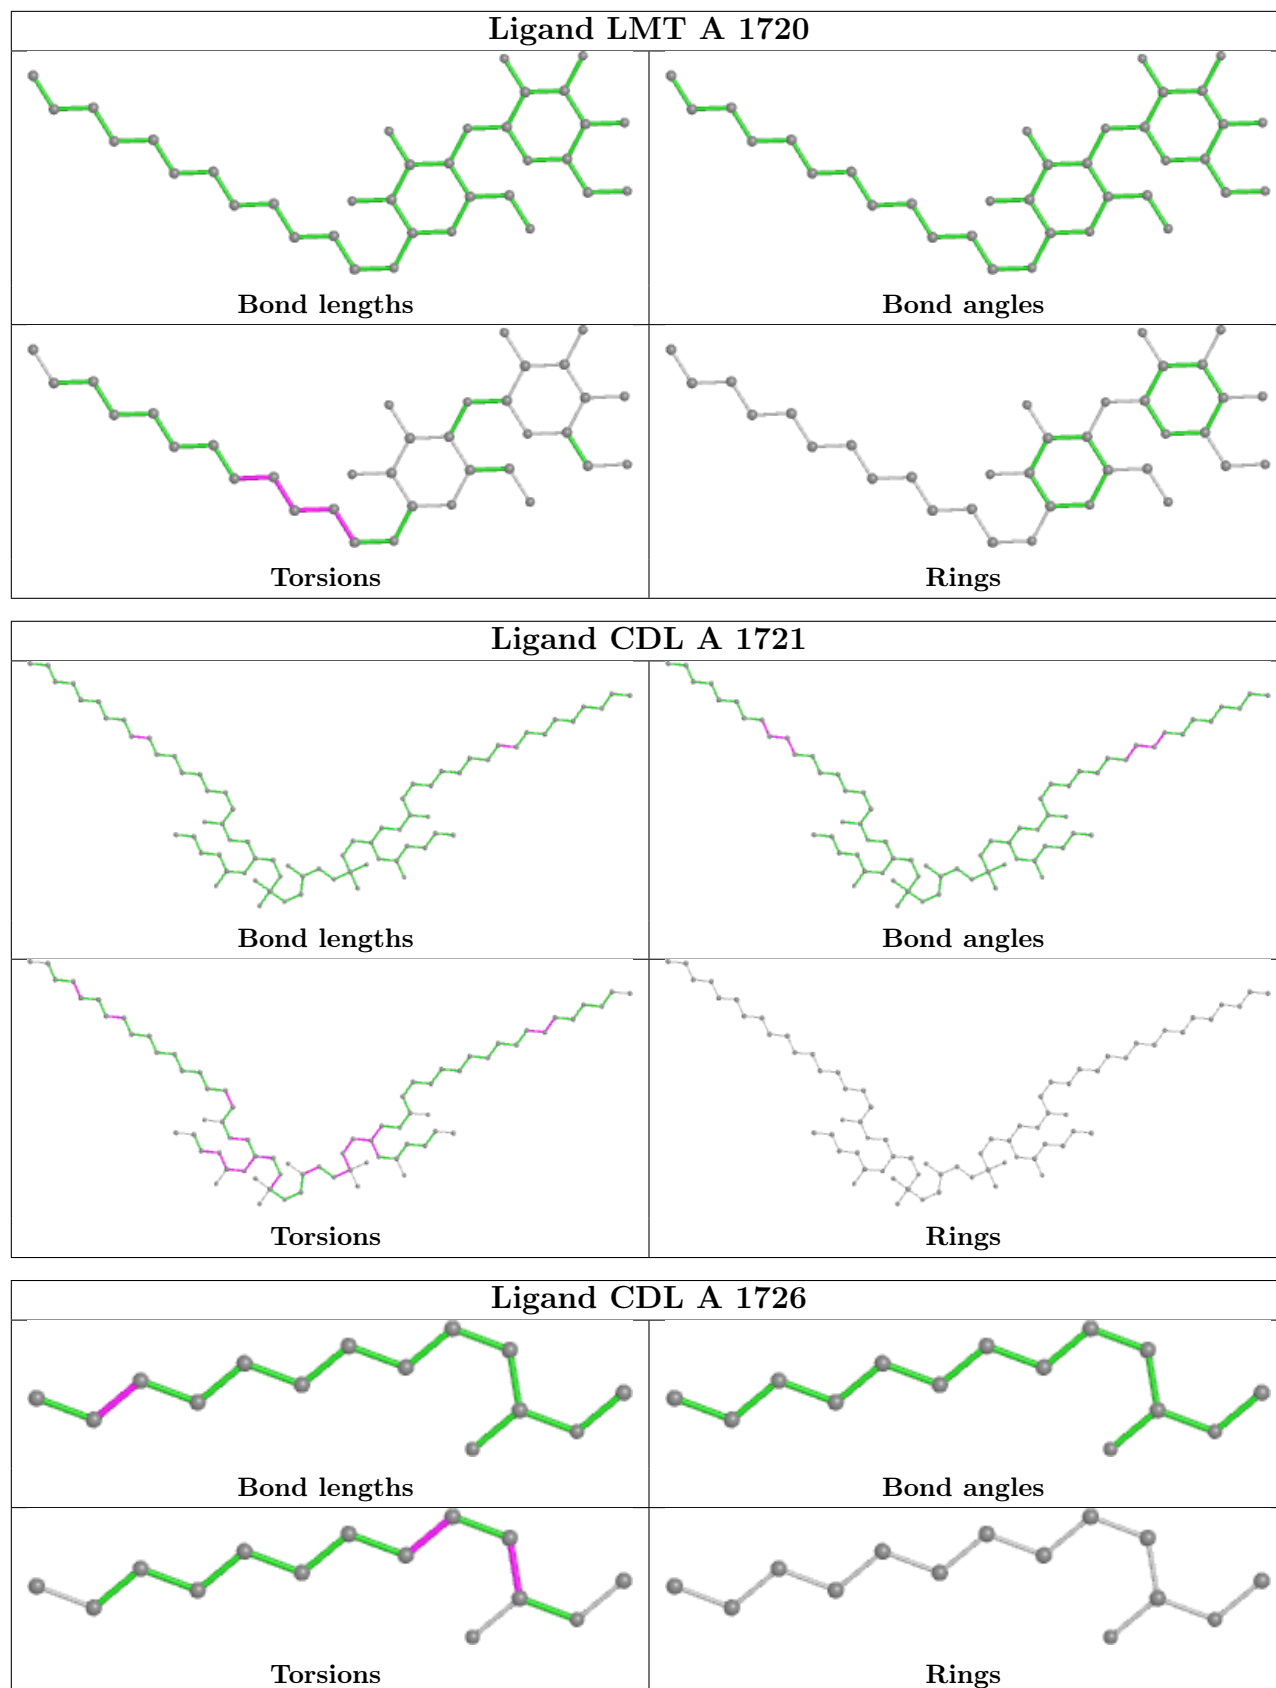 Ligand LMT A 1720
Bond lengths
Bond angles
Torsions
Rings
Ligand CDL A 1721
Bond lengths
Bond angles
Torsions
Rings
Ligand CDL A 1726
Bond lengths
Bond angles
Torsions
Rings